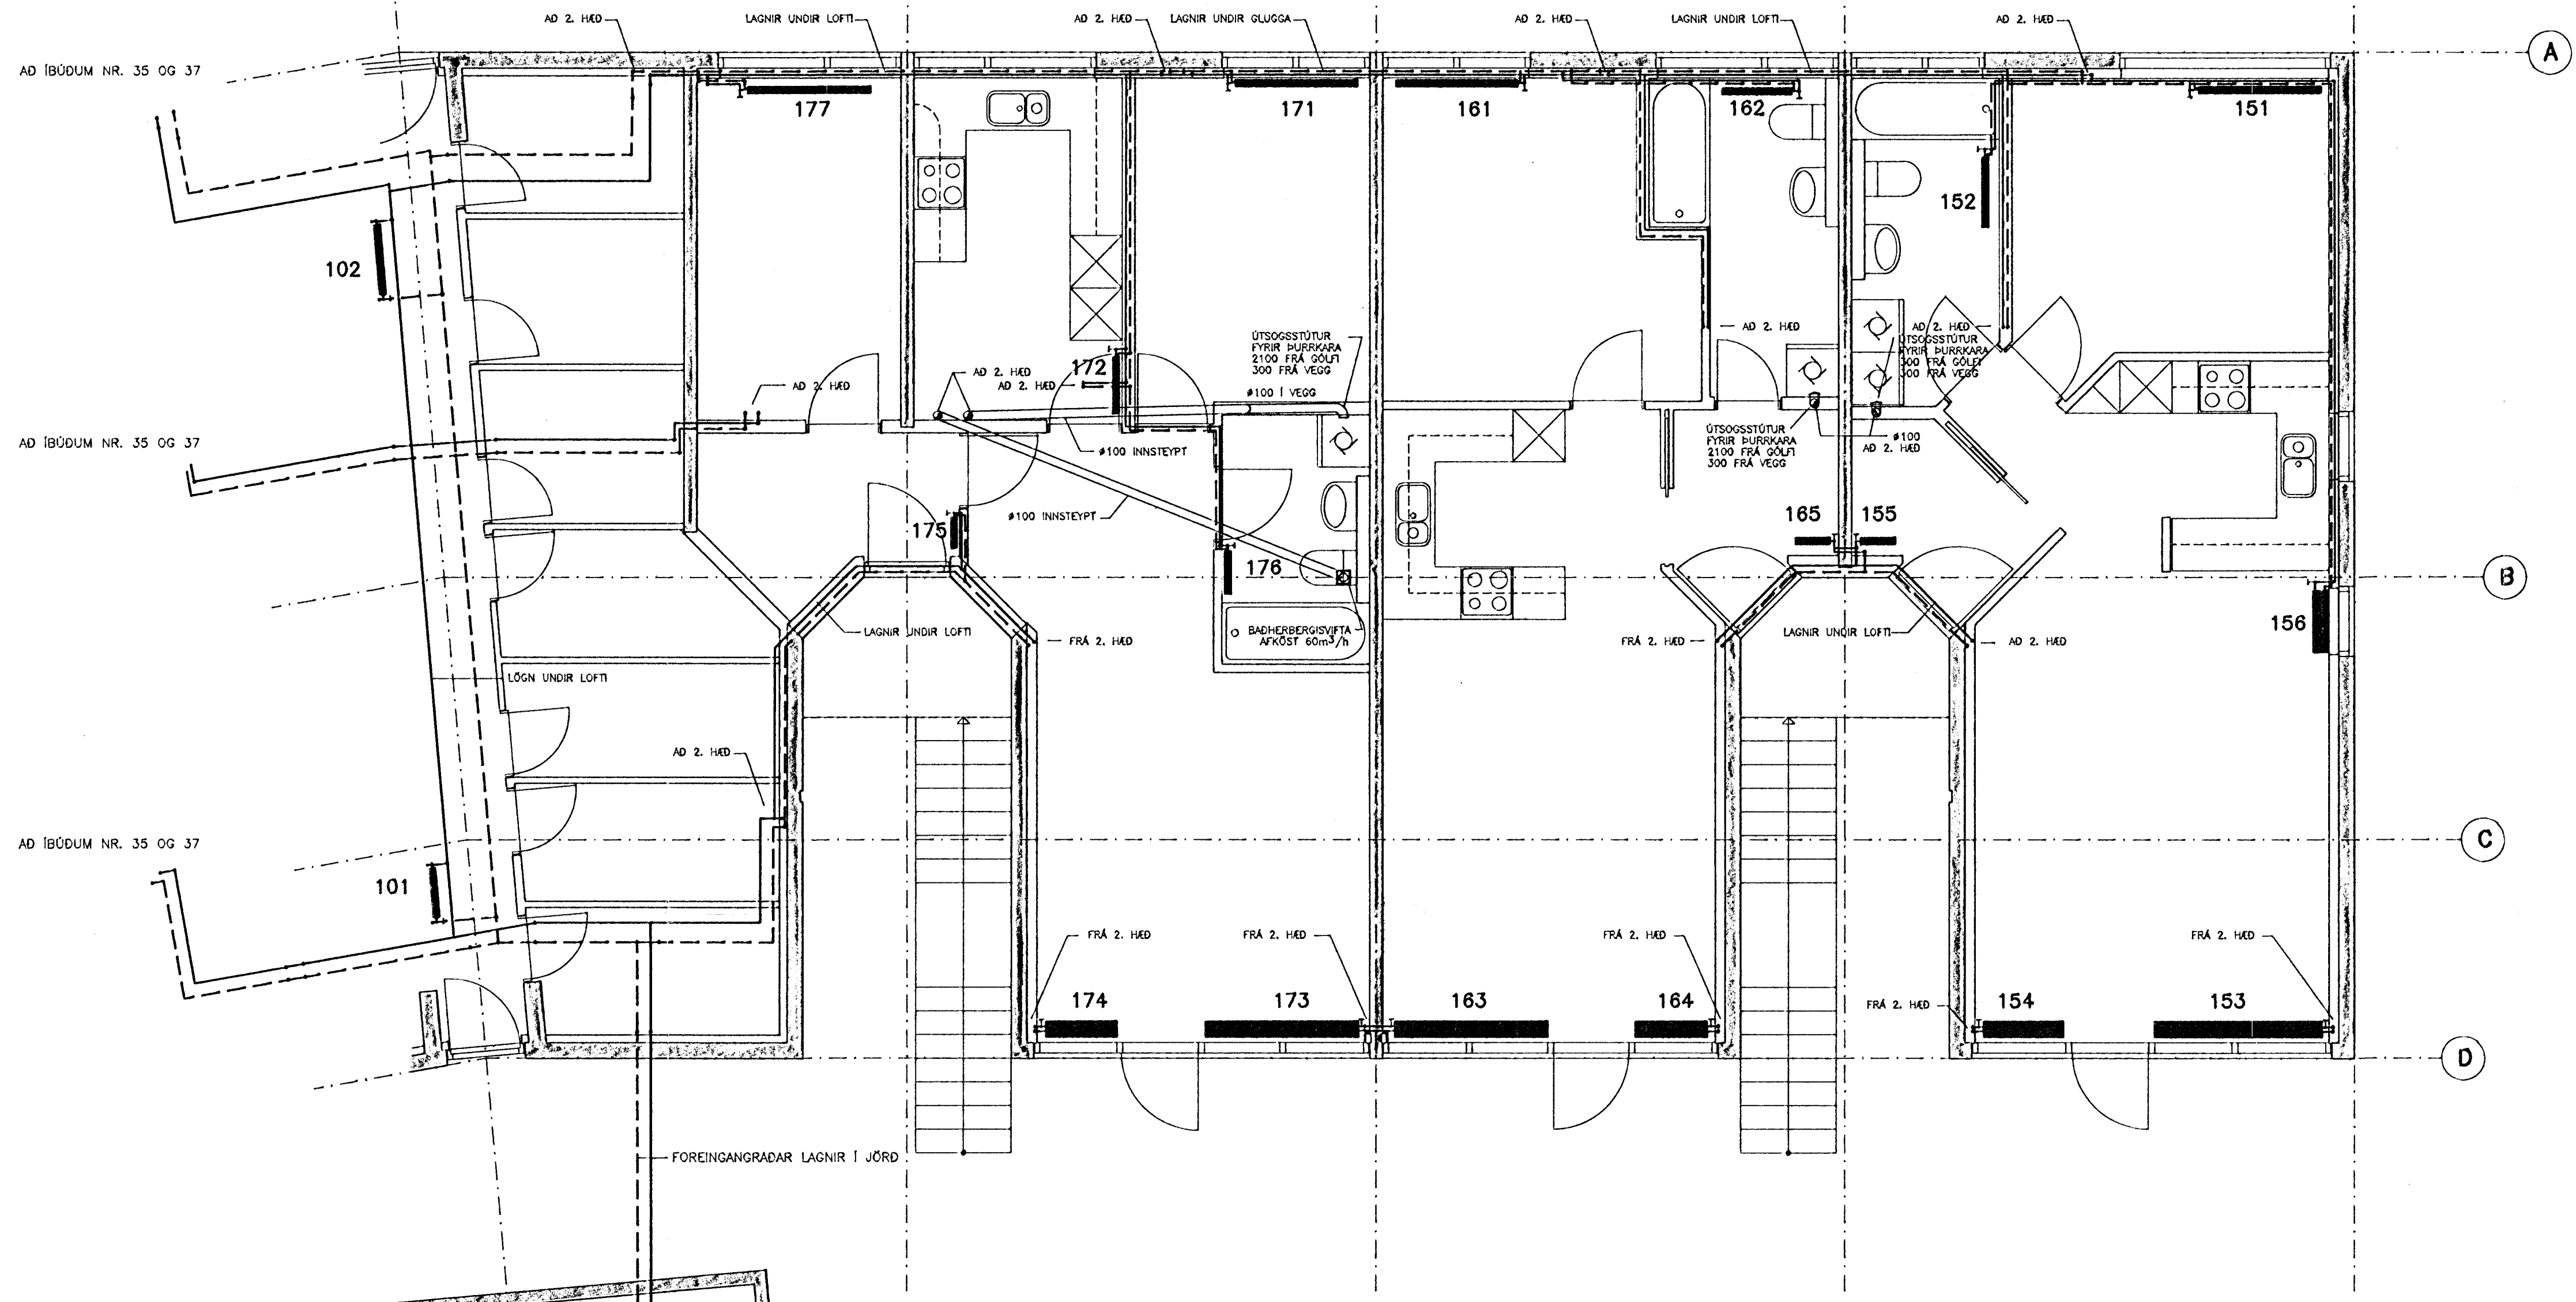 AÐ 2. HÆÐ
LAGNIR UNDIR LOFTI
AÐ 2. HÆÐ
LAGNIR UNDIR GLUGGA
AÐ 2. HÆÐ
LAGNIR UNDIR LOFTI
AÐ 2. HÆÐ
A
AÐ ÍBÚÐUM NR. 35 OG 37
177
171
161
162
151
152
102
ÚTSOGSSTÚTUR
FYRIR ÞURRKARA
2100 FRÁ GÓLFI
300 FRÁ VEGG
ø100 Í VEGG
AÐ 2. HÆÐ
AÐ 2. HÆÐ
ÚTSOGSSTÚTUR
FYRIR ÞURRKARA
300 FRÁ GÓLFI
300 FRÁ VEGG
172
AÐ 2. HÆÐ
AÐ 2. HÆÐ
AÐ 2. HÆÐ
AÐ ÍBÚÐUM NR. 35 OG 37
ø100 INNSTEYPT
ÚTSOGSSTÚTUR
FYRIR ÞURRKARA
2100 FRÁ GÓLFI
300 FRÁ VEGG
ø100
AÐ 2. HÆÐ
ø100 INNSTEYPT
175
165
155
176
B
BAÐHERBERGISVIFTA
AFKÖST 60m³/h
156
LAGNIR UNDIR LOFTI
FRÁ 2. HÆÐ
FRÁ 2. HÆÐ
LAGNIR UNDIR LOFTI
AÐ 2. HÆÐ
LÖGN UNDIR LOFTI
AÐ 2. HÆÐ
AÐ ÍBÚÐUM NR. 35 OG 37
C
101
FRÁ 2. HÆÐ
FRÁ 2. HÆÐ
FRÁ 2. HÆÐ
FRÁ 2. HÆÐ
174
173
163
164
FRÁ 2. HÆÐ
154
153
D
FOREINGANGRAÐAR LAGNIR Í JÖRÐ